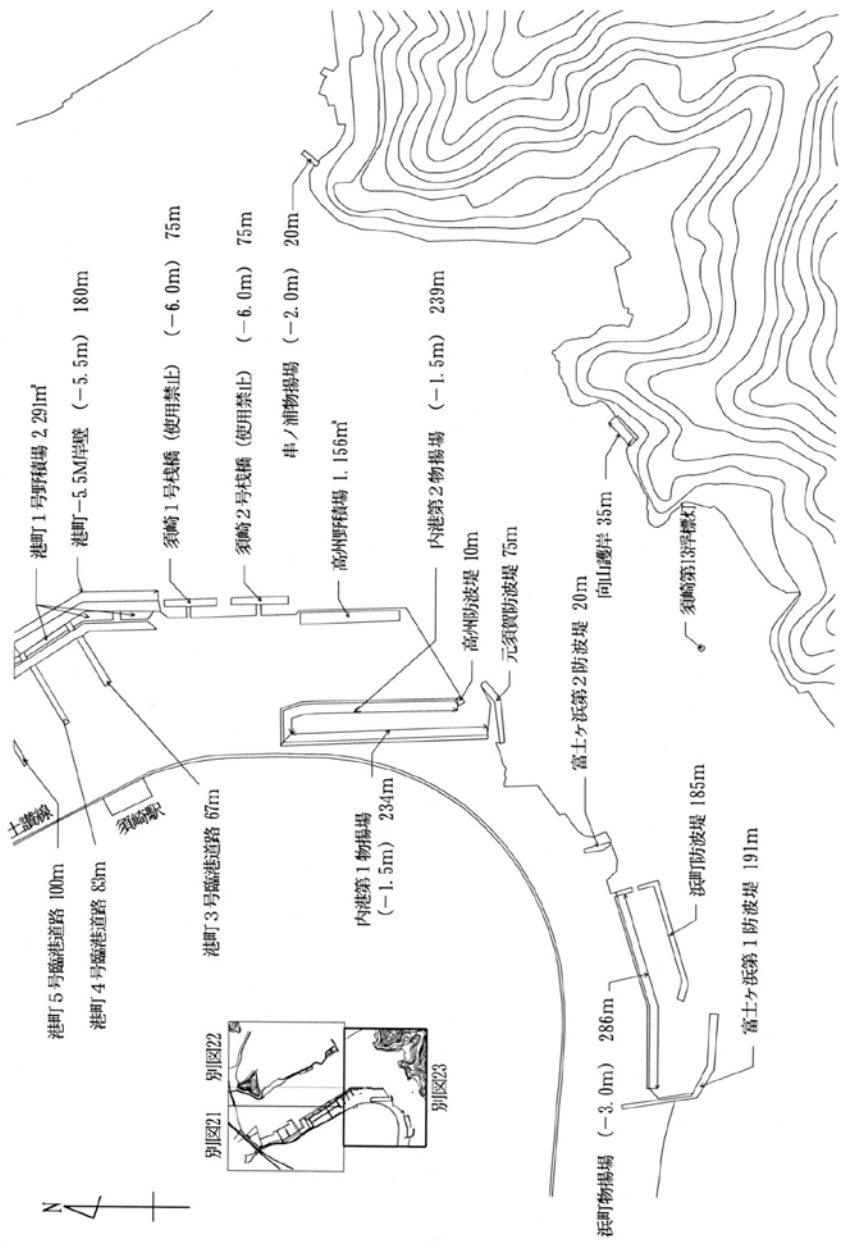 港町1号野積場 2,291㎡
港町-5.5M岸壁 (-5.5m) 180m
須崎1号桟橋(使用禁止) (-6.0m) 75m
須崎2号桟橋(使用禁止) (-6.0m) 75m
串ノ浦物揚場 (-2.0m) 20m
高州野積場 1,156㎡
内港第2物揚場 (-1.5m) 239m
高州防波堤 10m
元須賀防波堤 75m
富士ヶ浜第2防波堤 20m
向山護岸 35m
須崎第13浮標灯
土讃線
須崎駅
港町5号臨港道路 100m
港町4号臨港道路 83m
港町3号臨港道路 67m
内港第1物揚場
(-1.5m) 234m
浜町防波堤 185m
富士ヶ浜第1防波堤 191m
浜町物揚場 (-3.0m) 286m
別図21
別図22
別図23
N